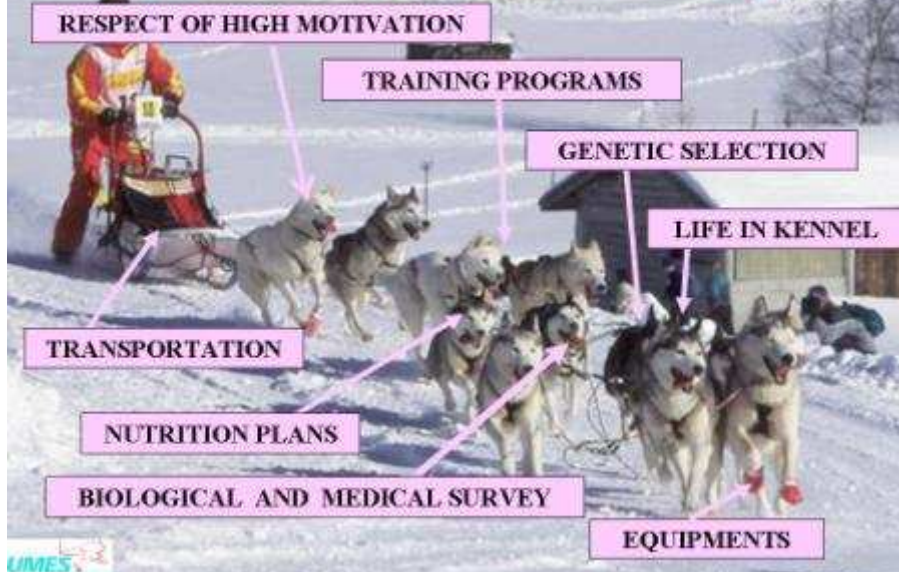 RESPECT OF HIGH MOTIVATION
TRAINING PROGRAMS
GENETIC SELECTION
LIFE IN KENNEL
TRANSPORTATION
NUTRITION PLANS
BIOLOGICAL AND MEDICAL SURVEY
EQUIPMENTS
UMES